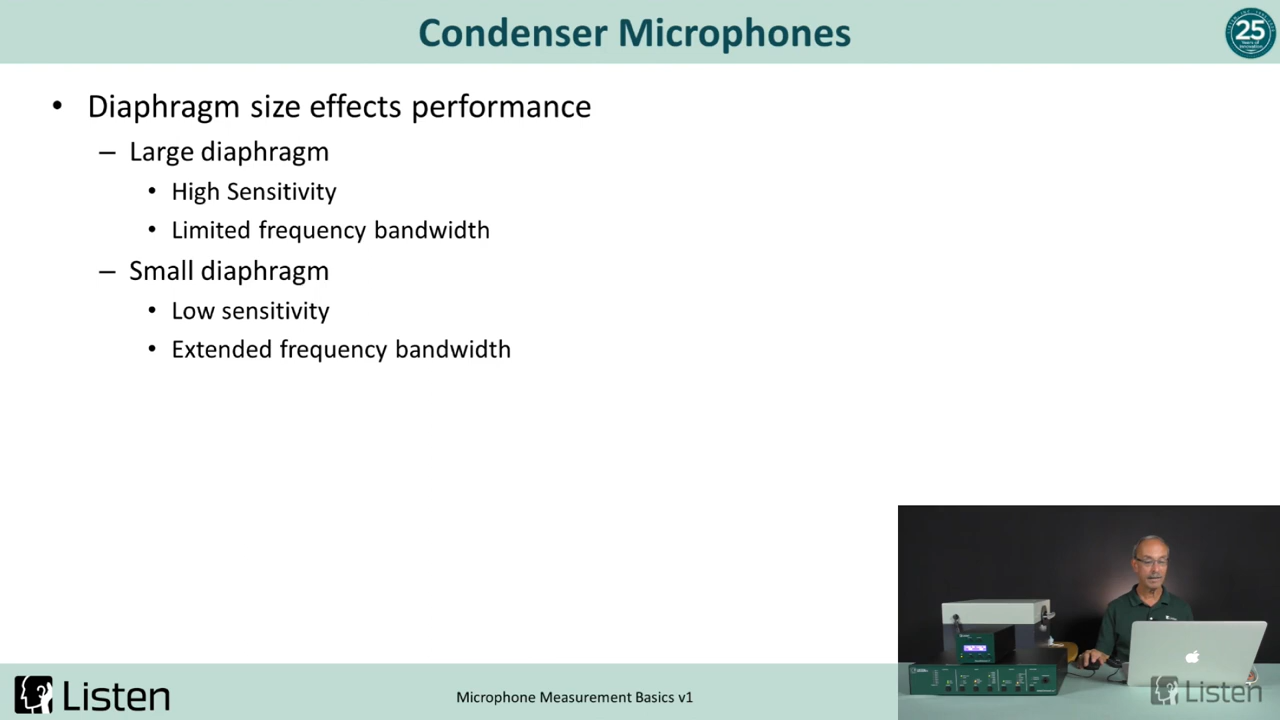 Condenser Microphones
25
• Diaphragm size effects performance
– Large diaphragm
• High Sensitivity
• Limited frequency bandwidth
– Small diaphragm
• Low sensitivity
• Extended frequency bandwidth
Listen
Microphone Measurement Basics v1
Listen